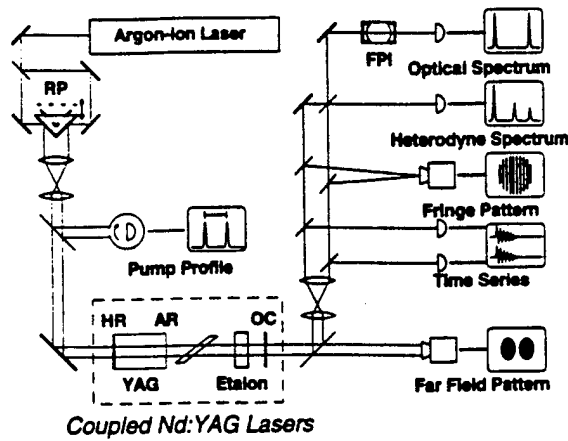 Argon-ion Laser
RP
FPI
Optical Spectrum
Heterodyne Spectrum
Fringe Pattern
Pump Profile
Time Series
HR AR OC
YAG Etalon
Far Field Pattern
Coupled Nd:YAG Lasers